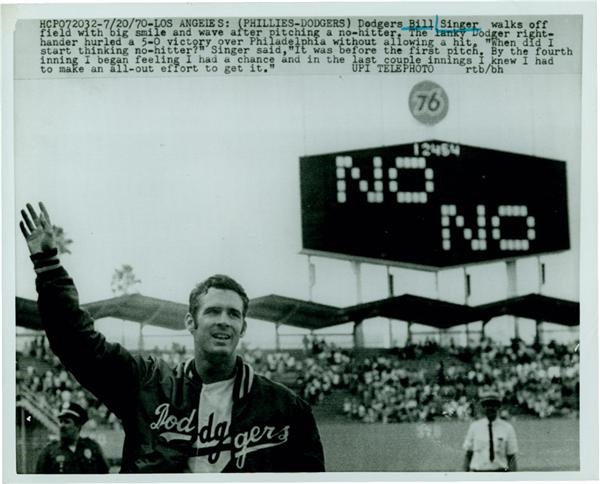 HCP072032-7/20/70-LOS ANGElES: (PHILLIES-DODGERS) Dodgers Bill Singer walks off
field with big smile and wave after pitching a no-hitter. The lanky Dodger right-
hander hurled a 5-0 victory over Philadelphia without allowing a hit. "When did I
start thinking no-hitter?" Singer said,"It was before the first pitch. By the fourth
inning I began feeling I had a chance and in the last couple innings I knew I had
to make an all-out effort to get it." UPI TELEPHOTO rtb/bh
76
12454
NO
NO
Dodgers